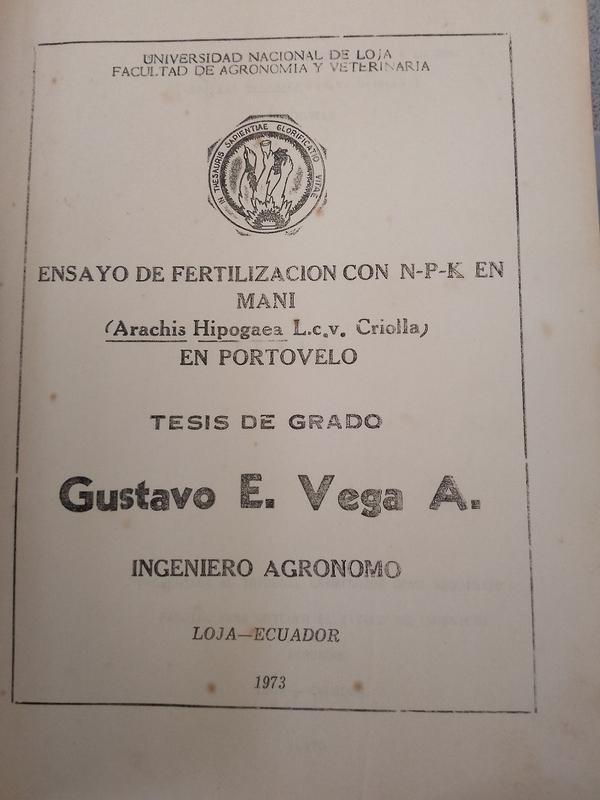 UNIVERSIDAD NACIONAL DE LOJA
FACULTAD DE AGRONOMIA Y VETERINARIA
IN THESAURIS SAPIENTIAE GLORIFICATIO VITAE
ENSAYO DE FERTILIZACION CON N-P-K EN
MANI
(Arachis Hipogaea L.c.v. Criolla)
EN PORTOVELO
TESIS DE GRADO
Gustavo E. Vega A.
INGENIERO AGRONOMO
LOJA—ECUADOR
1973